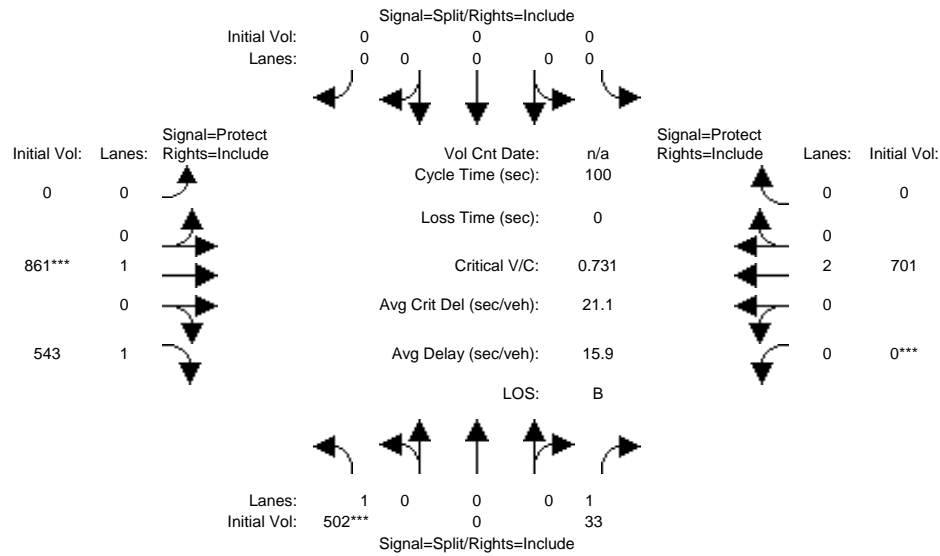 Signal=Split/Rights=Include
Initial Vol: 0 0 0
Lanes: 0 0 0 0 0
Signal=Protect Signal=Protect
Initial Vol: Lanes: Rights=Include Vol Cnt Date: n/a Rights=Include Lanes: Initial Vol:
Cycle Time (sec): 100
0 0 0 0
Loss Time (sec): 0
0 0
861*** 1 Critical V/C: 0.731 2 701
0 Avg Crit Del (sec/veh): 21.1 0
543 1 Avg Delay (sec/veh): 15.9 0 0***
LOS: B
Lanes: 1 0 0 0 1
Initial Vol: 502*** 0 33
Signal=Split/Rights=Include